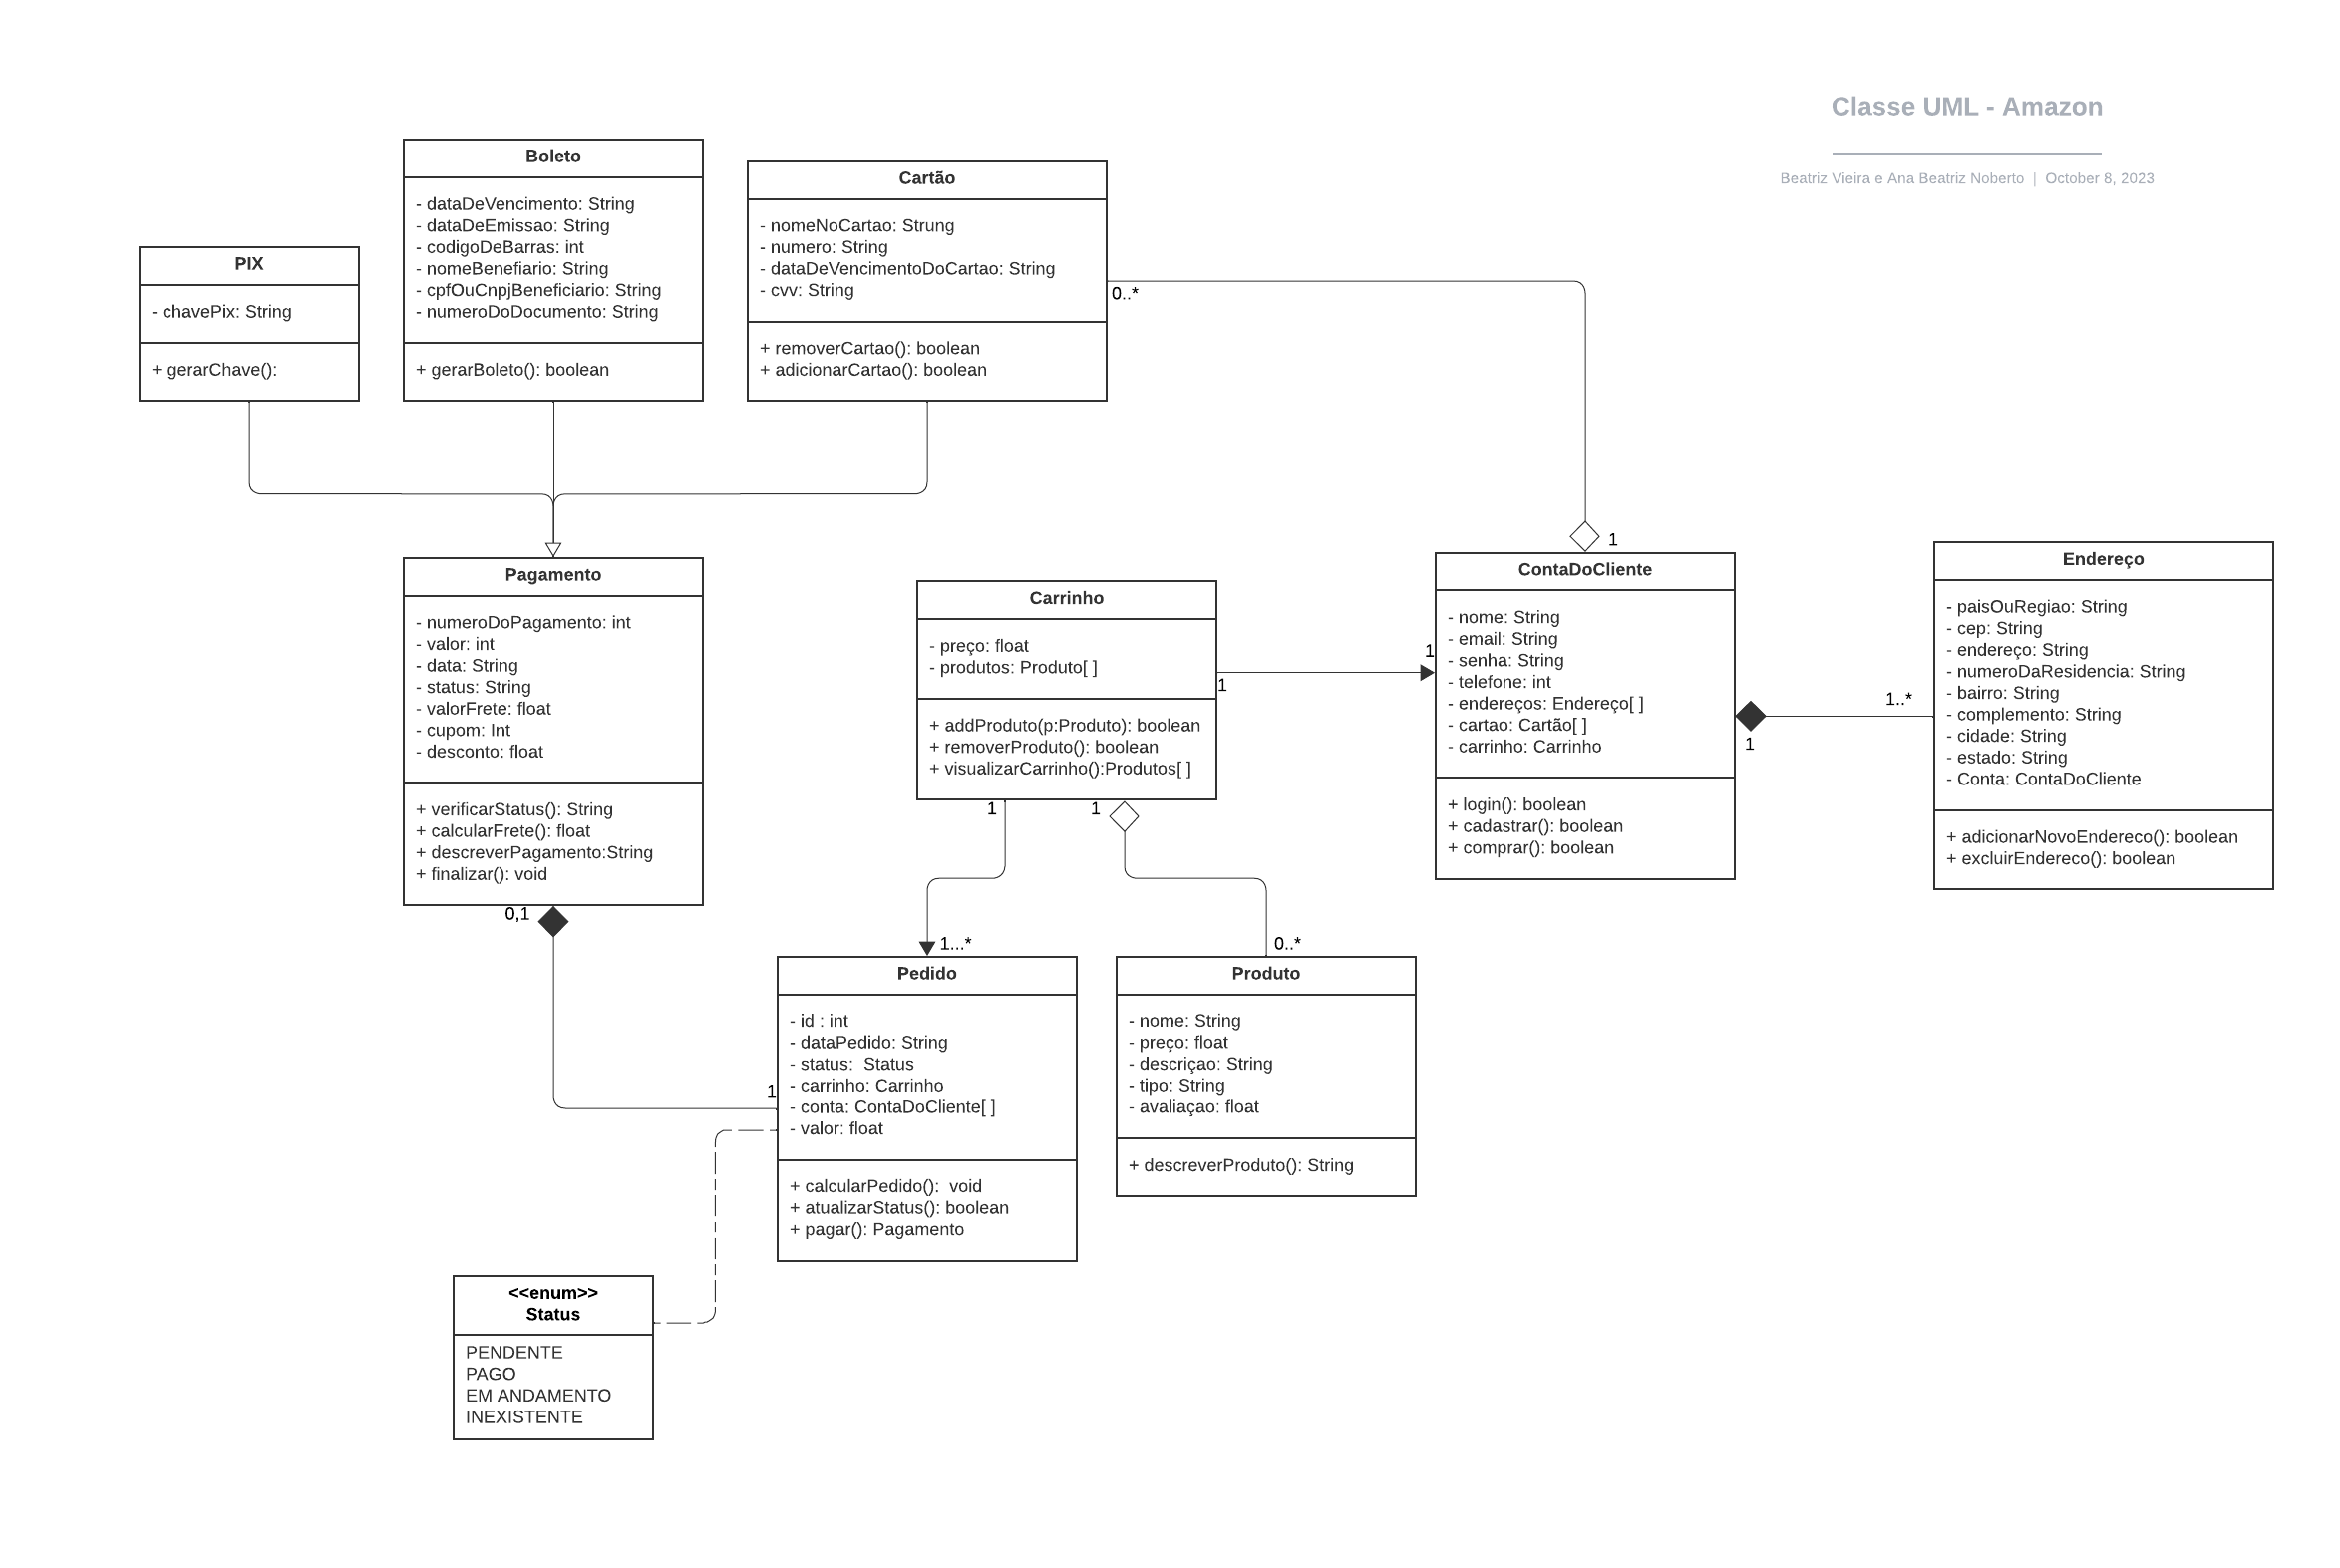 Classe UML - Amazon
Beatriz Vieira e Ana Beatriz Noberto | October 8, 2023
PIX
- chavePix: String
+ gerarChave():
Boleto
- dataDeVencimento: String
- dataDeEmissao: String
- codigoDeBarras: int
- nomeBenefiario: String
- cpfOuCnpjBeneficiario: String
- numeroDoDocumento: String
+ gerarBoleto(): boolean
Cartão
- nomeNoCartao: Strung
- numero: String
- dataDeVencimentoDoCartao: String
- cvv: String
+ removerCartao(): boolean
+ adicionarCartao(): boolean
0..*
1
Pagamento
- numeroDoPagamento: int
- valor: int
- data: String
- status: String
- valorFrete: float
- cupom: Int
- desconto: float
+ verificarStatus(): String
+ calcularFrete(): float
+ descreverPagamento:String
+ finalizar(): void
0,1
1
Carrinho
- preço: float
- produtos: Produto[ ]
+ addProduto(p:Produto): boolean
+ removerProduto(): boolean
+ visualizarCarrinho():Produtos[ ]
1
1
1
1
1...*
0..*
ContaDoCliente
- nome: String
- email: String
- senha: String
- telefone: int
- endereços: Endereço[ ]
- cartao: Cartão[ ]
- carrinho: Carrinho
+ login(): boolean
+ cadastrar(): boolean
+ comprar(): boolean
1
1..*
Endereço
- paisOuRegiao: String
- cep: String
- endereço: String
- numeroDaResidencia: String
- bairro: String
- complemento: String
- cidade: String
- estado: String
- Conta: ContaDoCliente
+ adicionarNovoEndereco(): boolean
+ excluirEndereco(): boolean
Pedido
- id : int
- dataPedido: String
- status:  Status
- carrinho: Carrinho
- conta: ContaDoCliente[ ]
- valor: float
+ calcularPedido():  void
+ atualizarStatus(): boolean
+ pagar(): Pagamento
Produto
- nome: String
- preço: float
- descriçao: String
- tipo: String
- avaliaçao: float
+ descreverProduto(): String
<<enum>>
Status
PENDENTE
PAGO
EM ANDAMENTO
INEXISTENTE